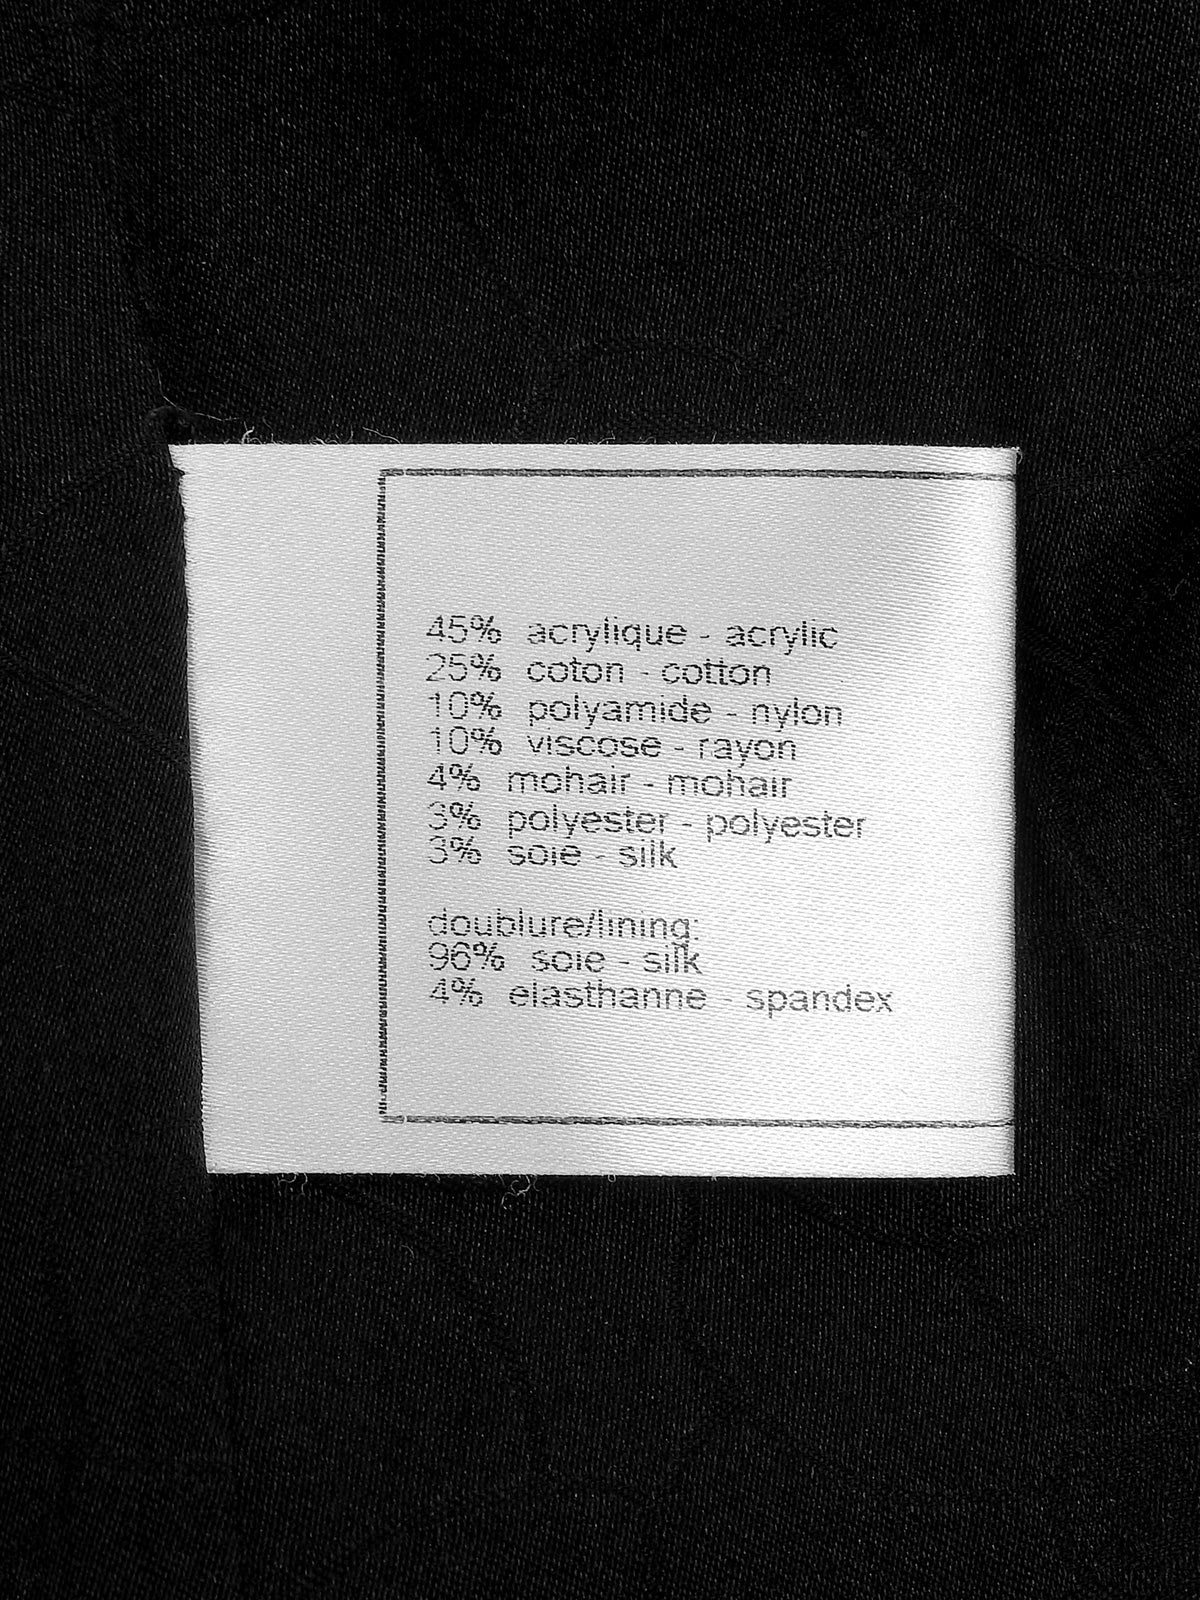 45% acrylique - acrylic
25% coton - cotton
10% polyamide - nylon
10% viscose - rayon
4% mohair - mohair
3% polyester - polyester
3% soie - silk
doublure/lining:
96% soie - silk
4% elasthanne - spandex